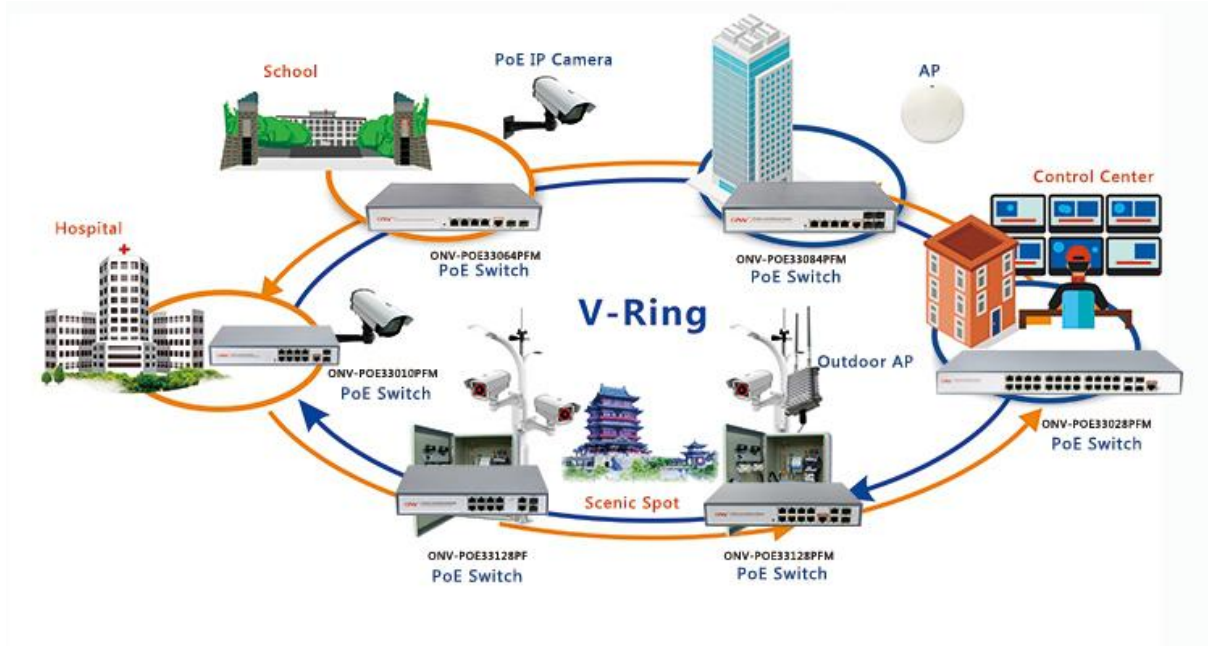 PoE IP Camera
School
AP
Control Center
Hospital
ONV-POE33064PFM
PoE Switch
ONV-POE33084PFM
PoE Switch
V-Ring
Outdoor AP
ONV-POE33010PFM
PoE Switch
ONV-POE33028PFM
PoE Switch
Scenic Spot
ONV-POE33128PF
PoE Switch
ONV-POE33128PFM
PoE Switch